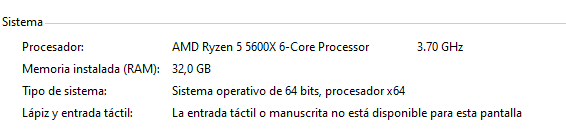 Sistema
Procesador: AMD Ryzen 5 5600X 6-Core Processor 3.70 GHz
Memoria instalada (RAM): 32,0 GB
Tipo de sistema: Sistema operativo de 64 bits, procesador x64
Lápiz y entrada táctil: La entrada táctil o manuscrita no está disponible para esta pantalla